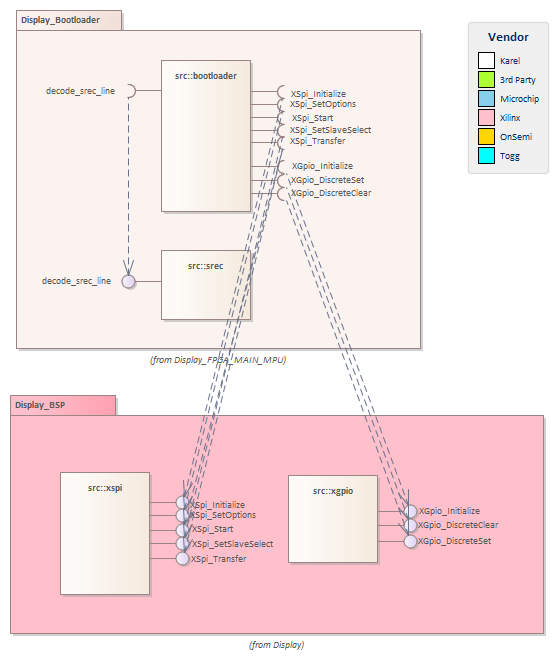 Display_Bootloader
Vendor
Karel
3rd Party
Microchip
Xilinx
OnSemi
Togg
src::bootloader
decode_srec_line
XSpi_Initialize
XSpi_SetOptions
XSpi_Start
XSpi_SetSlaveSelect
XSpi_Transfer
XGpio_Initialize
XGpio_DiscreteSet
XGpio_DiscreteClear
src::srec
decode_srec_line
(from Display_FPGA_MAIN_MPU)
Display_BSP
src::xspi
XSpi_Initialize
XSpi_SetOptions
XSpi_Start
XSpi_SetSlaveSelect
XSpi_Transfer
src::xgpio
XGpio_Initialize
XGpio_DiscreteClear
XGpio_DiscreteSet
(from Display)